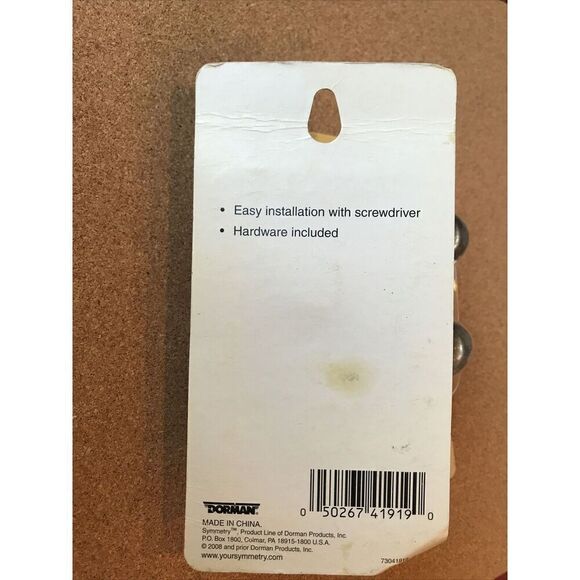 • Easy installation with screwdriver
• Hardware included
DORMAN
MADE IN CHINA.
Symmetry™, Product Line of Dorman Products, Inc.
P.O. Box 1800, Colmar, PA 18915-1800 U.S.A.
© 2008 and prior Dorman Products, Inc.
www.yoursymmetry.com
0 50267 41919 0